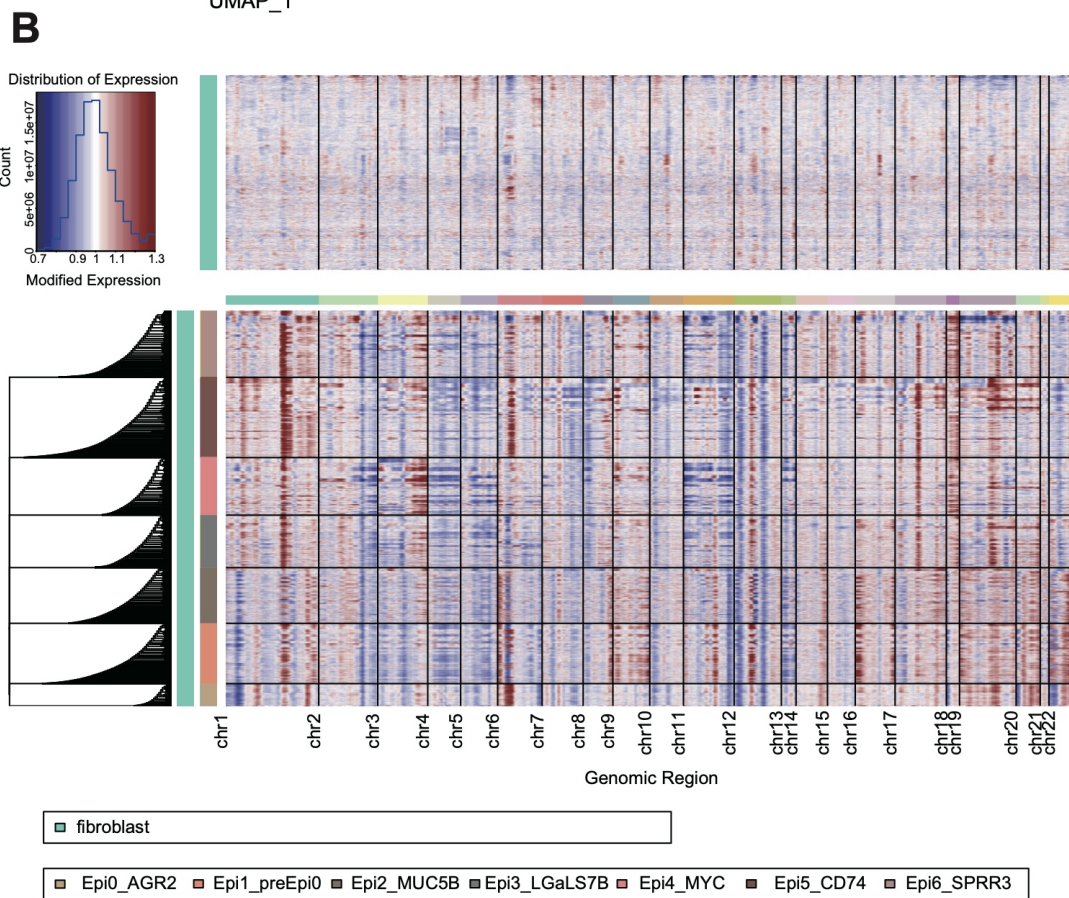 UMAP_1
B
Distribution of Expression
Count
0 5e+06 1e+07 1.5e+07
0.7 0.9 1 1.1 1.3
Modified Expression
chr1 chr2 chr3 chr4 chr5 chr6 chr7 chr8 chr9 chr10 chr11 chr12 chr13 chr14 chr15 chr16 chr17 chr18 chr19 chr20 chr21 chr22
Genomic Region
fibroblast
Epi0_AGR2 Epi1_preEpi0 Epi2_MUC5B Epi3_LGaLS7B Epi4_MYC Epi5_CD74 Epi6_SPRR3